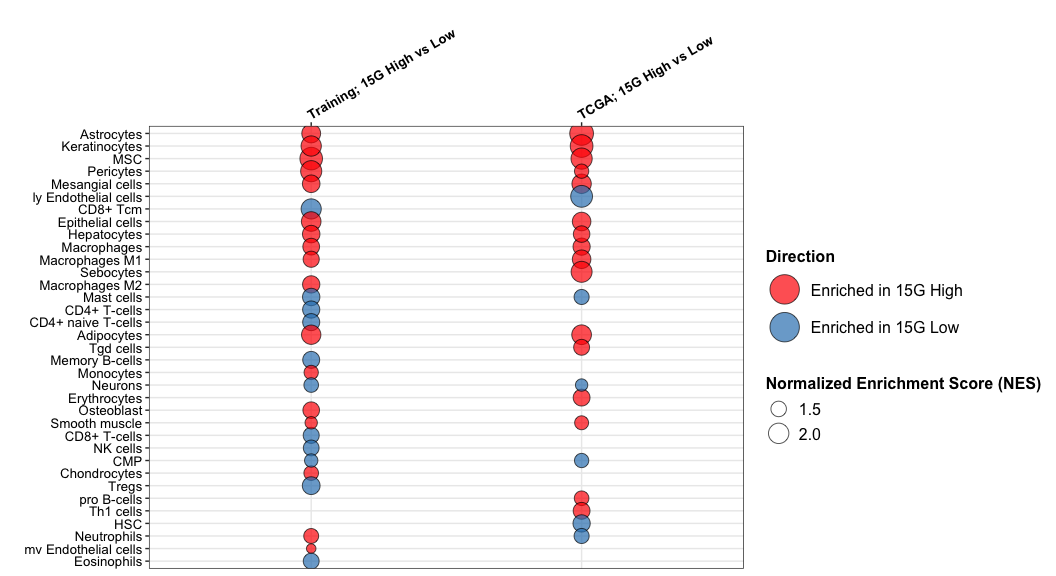 Training; 15G High vs Low
TCGA; 15G High vs Low
Astrocytes
Keratinocytes
MSC
Pericytes
Mesangial cells
ly Endothelial cells
CD8+ Tcm
Epithelial cells
Hepatocytes
Macrophages
Macrophages M1
Sebocytes
Macrophages M2
Mast cells
CD4+ T-cells
CD4+ naive T-cells
Adipocytes
Tgd cells
Memory B-cells
Monocytes
Neurons
Erythrocytes
Osteoblast
Smooth muscle
CD8+ T-cells
NK cells
CMP
Chondrocytes
Tregs
pro B-cells
Th1 cells
HSC
Neutrophils
mv Endothelial cells
Eosinophils
Direction
Enriched in 15G High
Enriched in 15G Low
Normalized Enrichment Score (NES)
1.5
2.0